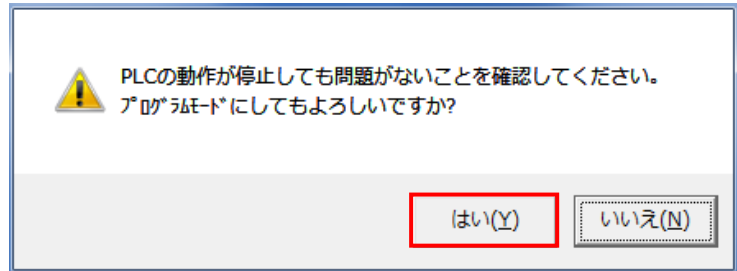 PLCの動作が停止しても問題がないことを確認してください。
ﾌﾟﾛｸﾞﾗﾑﾓｰﾄﾞにしてもよろしいですか?
はい(Y)
いいえ(N)